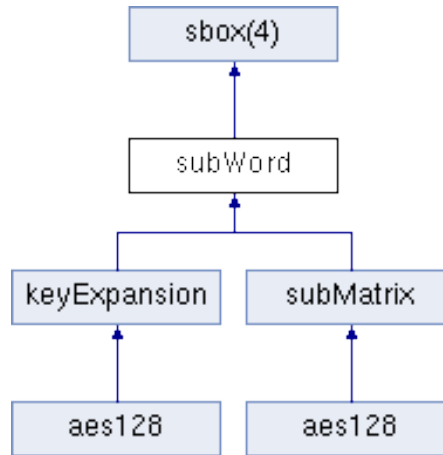 sbox(4)
subWord
keyExpansion
subMatrix
aes128
aes128